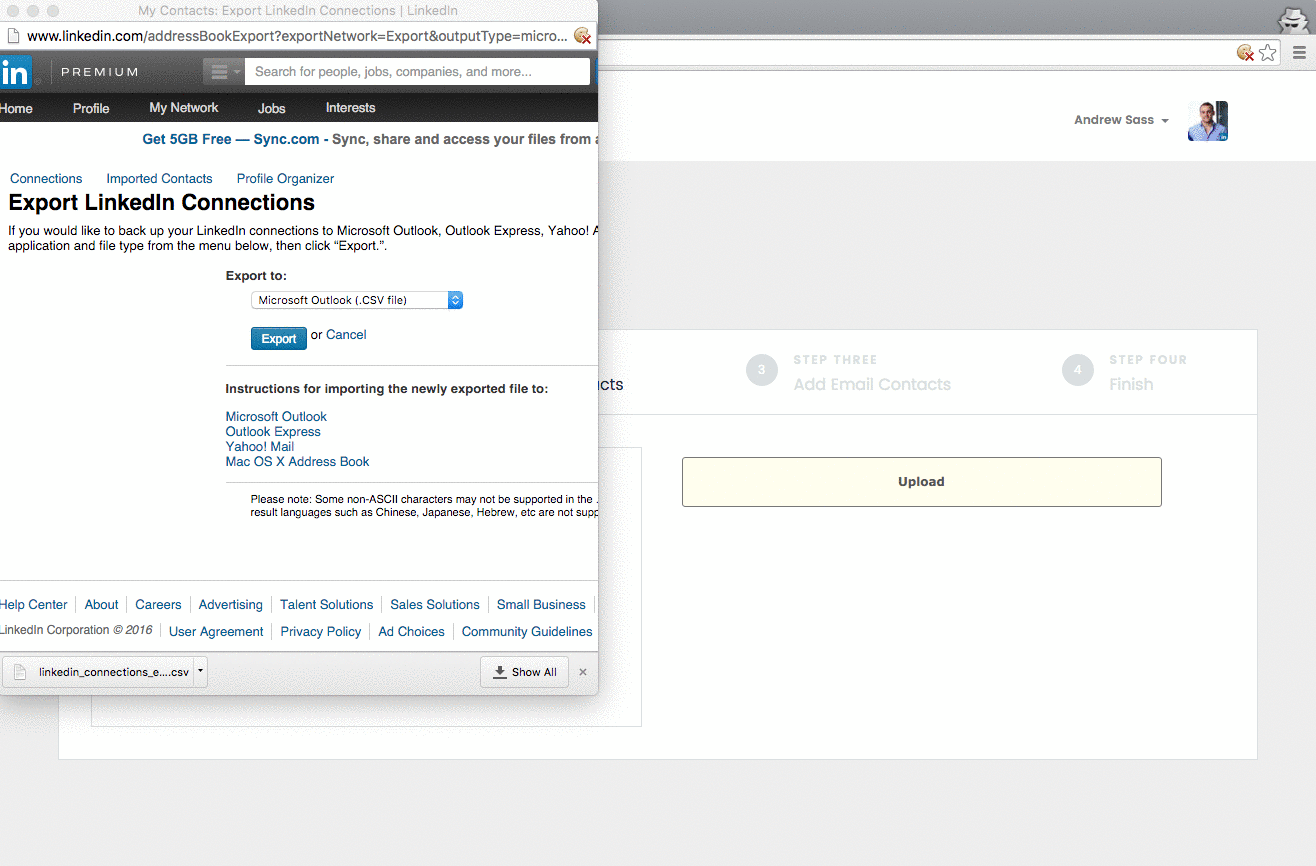 My Contacts: Export LinkedIn Connections | LinkedIn
www.linkedin.com/addressBookExport?exportNetwork=Export&outputType=micro...
in PREMIUM Search for people, jobs, companies, and more...
Home Profile My Network Jobs Interests
Get 5GB Free — Sync.com - Sync, share and access your files from a
Connections Imported Contacts Profile Organizer
Export LinkedIn Connections
If you would like to back up your LinkedIn connections to Microsoft Outlook, Outlook Express, Yahoo! A
application and file type from the menu below, then click “Export.”.
Export to:
Microsoft Outlook (.CSV file)
Export or Cancel
Instructions for importing the newly exported file to:
Microsoft Outlook
Outlook Express
Yahoo! Mail
Mac OS X Address Book
Please note: Some non-ASCII characters may not be supported in the .
result languages such as Chinese, Japanese, Hebrew, etc are not supp
Help Center About Careers Advertising Talent Solutions Sales Solutions Small Business
LinkedIn Corporation © 2016 User Agreement Privacy Policy Ad Choices Community Guidelines
linkedin_connections_e....csv Show All
Andrew Sass
in
acts
3 STEP THREE
Add Email Contacts
4 STEP FOUR
Finish
Upload